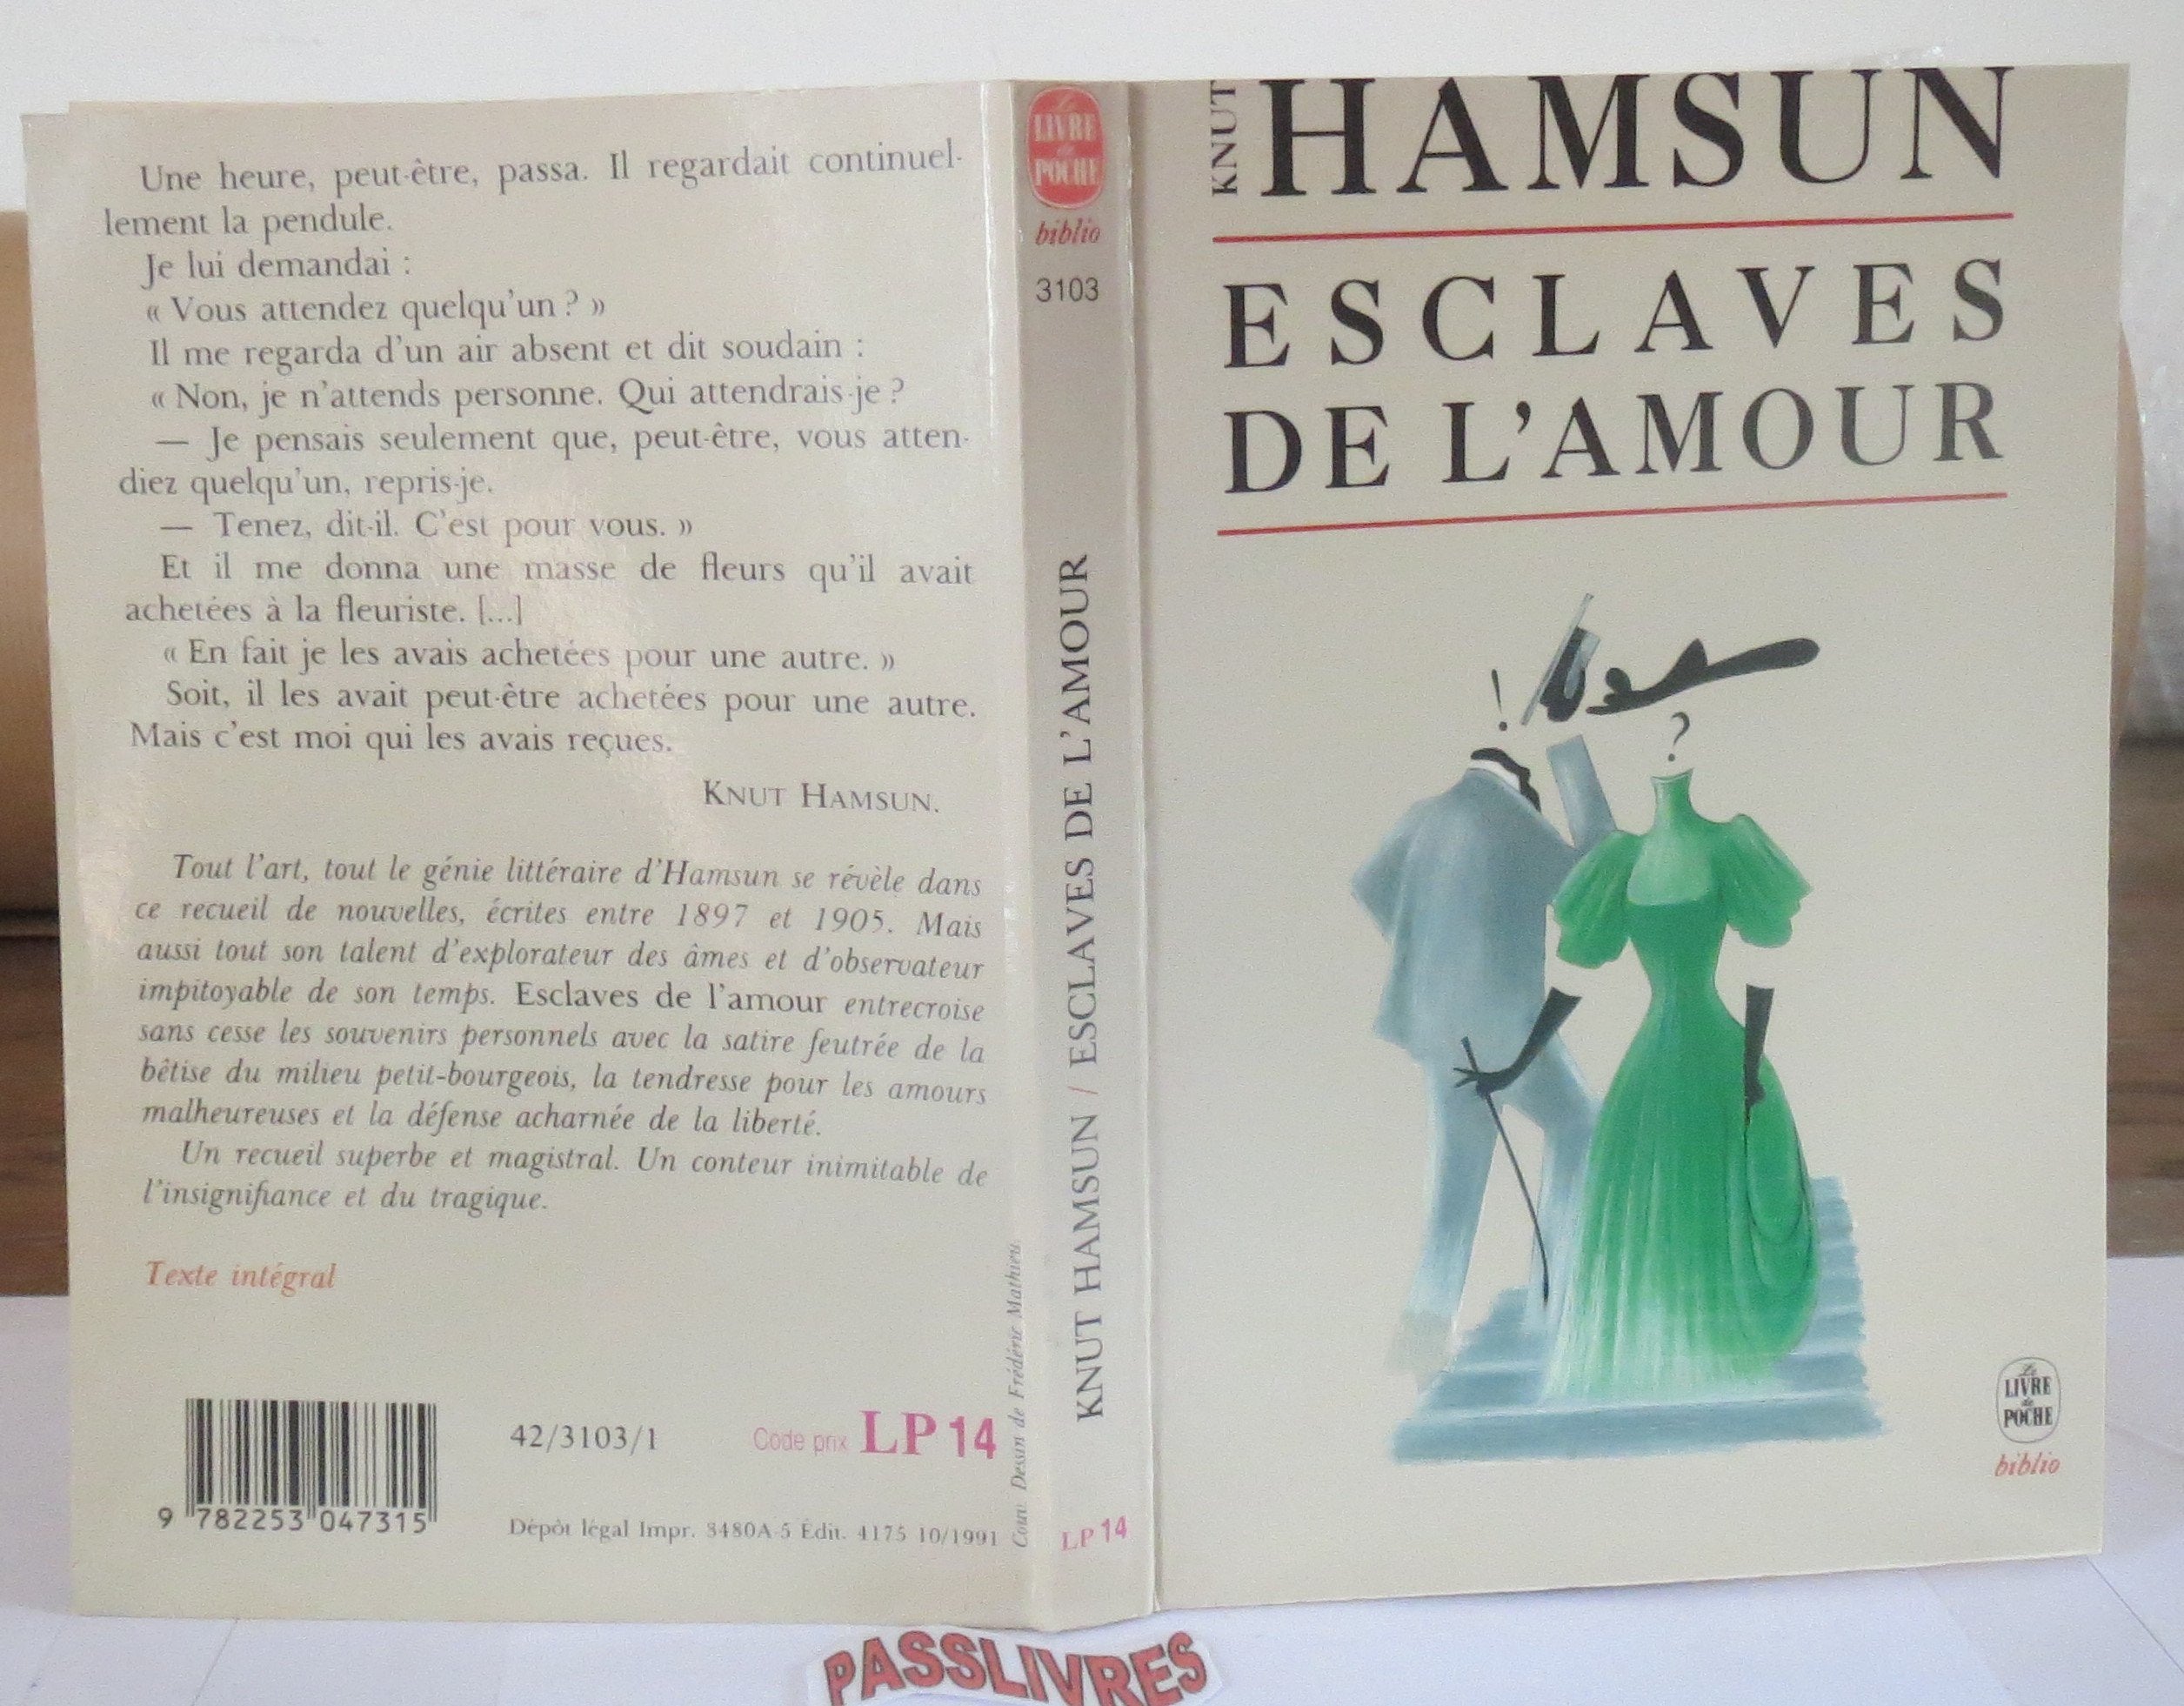 Une heure, peut-être, passa. Il regardait continuel-
lement la pendule.
Je lui demandai :
« Vous attendez quelqu'un ? »
Il me regarda d'un air absent et dit soudain :
« Non, je n'attends personne. Qui attendrais-je ?
— Je pensais seulement que, peut-être, vous atten-
diez quelqu'un, repris-je.
— Tenez, dit-il. C'est pour vous. »
Et il me donna une masse de fleurs qu'il avait
achetées à la fleuriste. [...]
« En fait je les avais achetées pour une autre. »
Soit, il les avait peut-être achetées pour une autre.
Mais c'est moi qui les avais reçues.
KNUT HAMSUN.
Tout l'art, tout le génie littéraire d'Hamsun se révèle dans
ce recueil de nouvelles, écrites entre 1897 et 1905. Mais
aussi tout son talent d'explorateur des âmes et d'observateur
impitoyable de son temps. Esclaves de l'amour entrecroise
sans cesse les souvenirs personnels avec la satire feutrée de la
bêtise du milieu petit-bourgeois, la tendresse pour les amours
malheureuses et la défense acharnée de la liberté.
Un recueil superbe et magistral. Un conteur inimitable de
l'insignifiance et du tragique.
Texte intégral
9 782253 047315
42/3103/1
Code prix LP 14
Dépôt légal Impr. 3480A-5 Édit. 4175 10/1991
Couv. Dessin de Frédéric Mathieu
Le
LIVRE
de
POCHE
biblio
3103
KNUT HAMSUN / ESCLAVES DE L'AMOUR
LP 14
KNUT
HAMSUN
ESCLAVES
DE L'AMOUR
!
?
Le
LIVRE
de
POCHE
biblio
PASSLIVRES